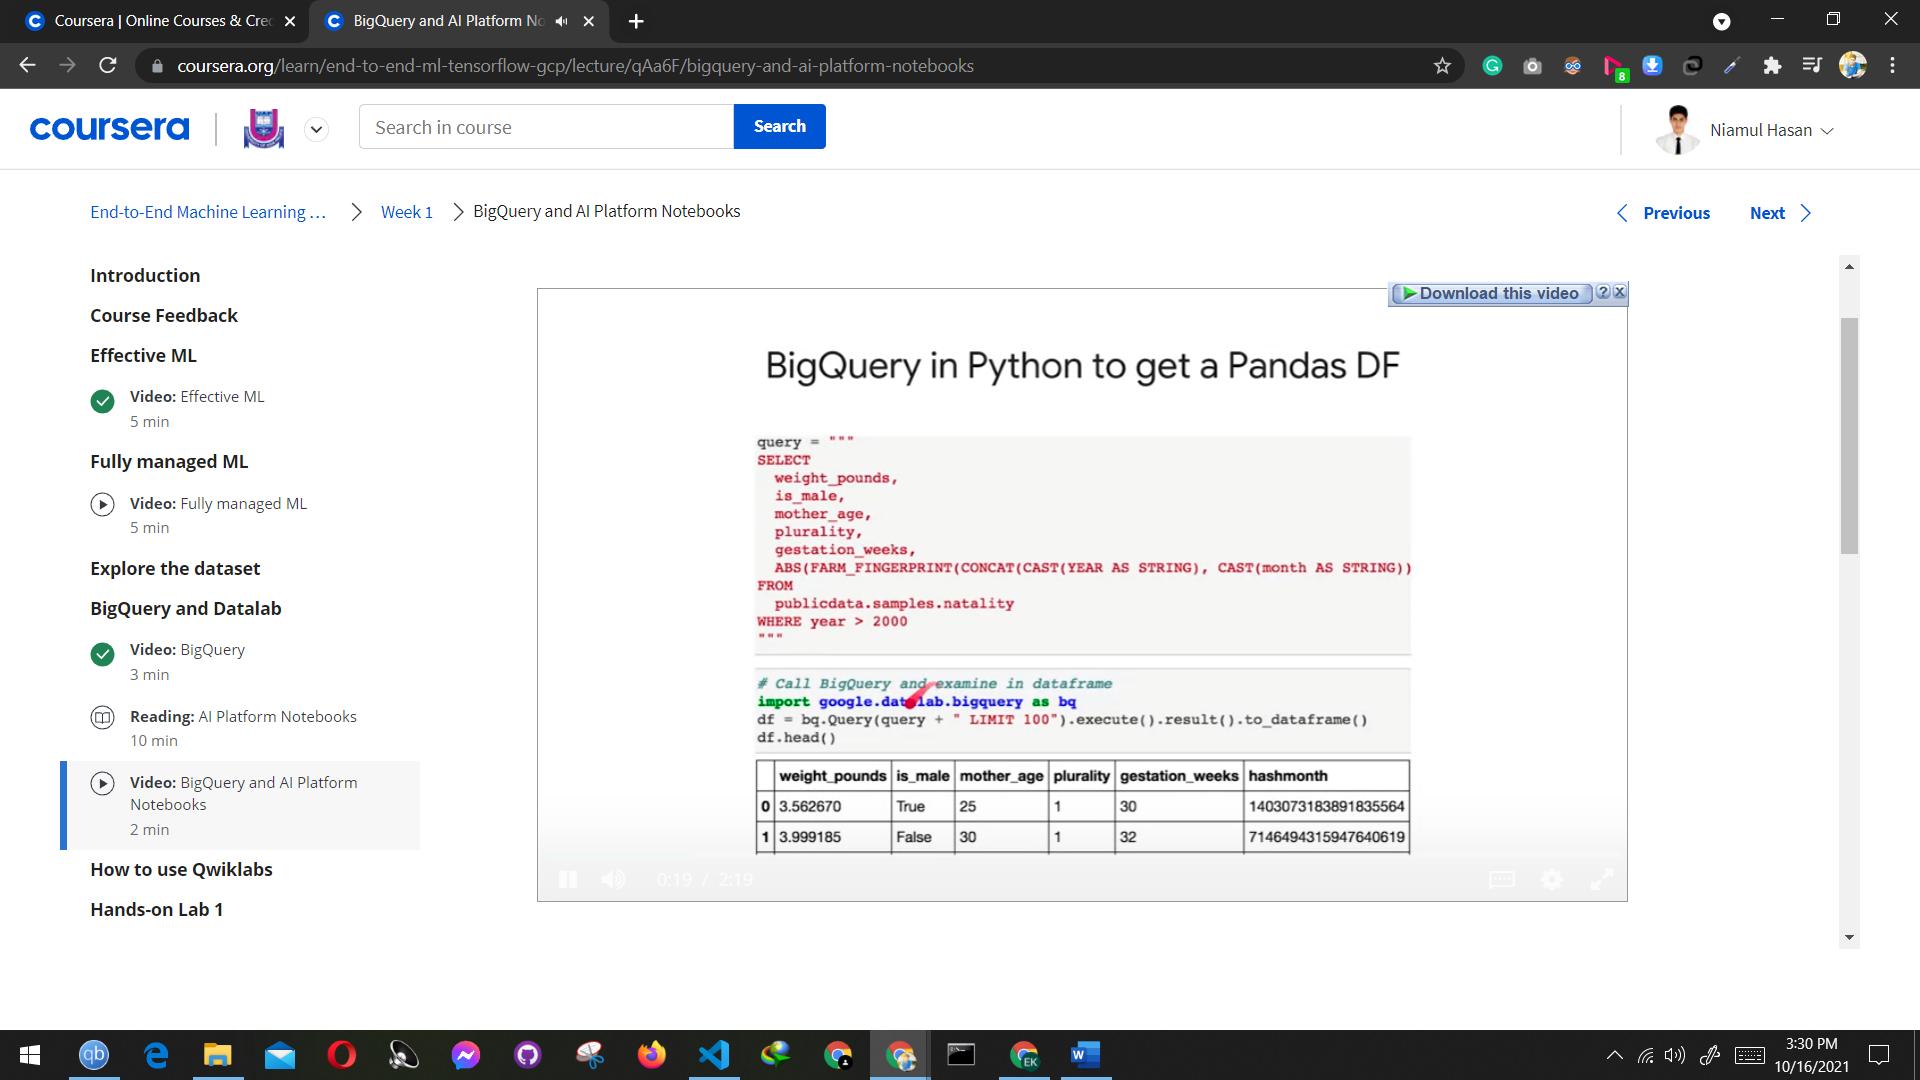 Coursera | Online Courses & Cred
BigQuery and AI Platform No
coursera.org/learn/end-to-end-ml-tensorflow-gcp/lecture/qAa6F/bigquery-and-ai-platform-notebooks
8
coursera
Search in course
Search
Niamul Hasan
End-to-End Machine Learning ...
Week 1
BigQuery and AI Platform Notebooks
Previous
Next
Introduction
Course Feedback
Effective ML
Video: Effective ML
5 min
Fully managed ML
Video: Fully managed ML
5 min
Explore the dataset
BigQuery and Datalab
Video: BigQuery
3 min
Reading: AI Platform Notebooks
10 min
Video: BigQuery and AI Platform
Notebooks
2 min
How to use Qwiklabs
Hands-on Lab 1
Download this video
BigQuery in Python to get a Pandas DF
query = """
SELECT
weight_pounds,
is_male,
mother_age,
plurality,
gestation_weeks,
ABS(FARM_FINGERPRINT(CONCAT(CAST(YEAR AS STRING), CAST(month AS STRING))
FROM
publicdata.samples.natality
WHERE year > 2000
"""
# Call BigQuery and examine in dataframe
import google.datalab.bigquery as bq
df = bq.Query(query + " LIMIT 100").execute().result().to_dataframe()
df.head()
weight_pounds is_male mother_age plurality gestation_weeks hashmonth
0 3.562670 True 25 1 30 1403073183891835564
1 3.999185 False 30 1 32 7146494315947640619
0:19 / 2:19
qb
EK
3:30 PM
10/16/2021